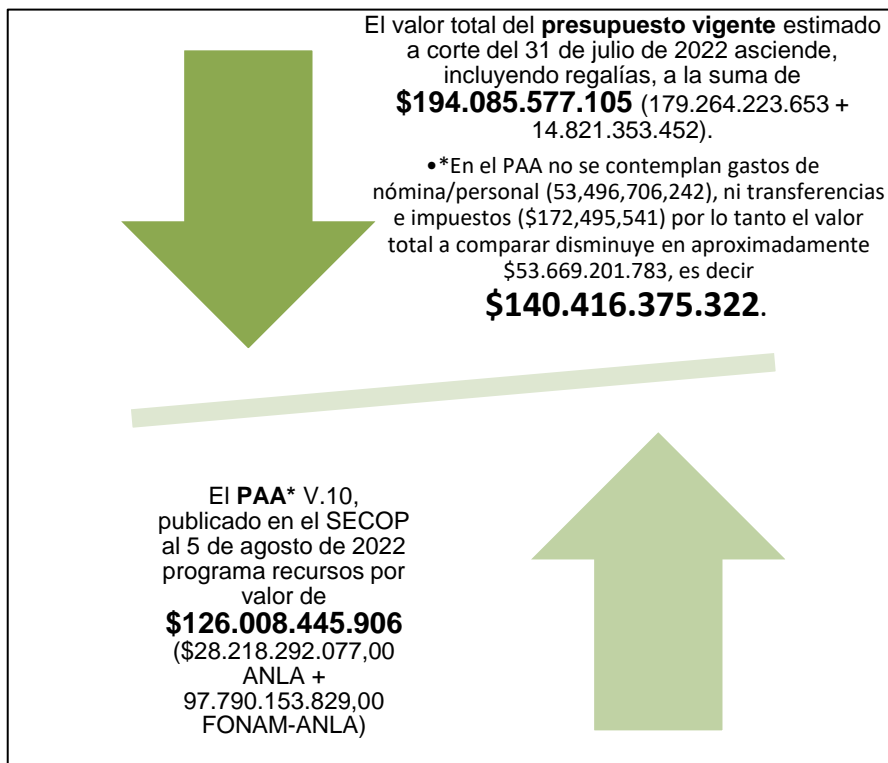 El valor total del presupuesto vigente estimado
a corte del 31 de julio de 2022 asciende,
incluyendo regalías, a la suma de
$194.085.577.105 (179.264.223.653 +
14.821.353.452).
•*En el PAA no se contemplan gastos de
nómina/personal (53,496,706,242), ni transferencias
e impuestos ($172,495,541) por lo tanto el valor
total a comparar disminuye en aproximadamente
$53.669.201.783, es decir
$140.416.375.322.
El PAA* V.10,
publicado en el SECOP
al 5 de agosto de 2022
programa recursos por
valor de
$126.008.445.906
($28.218.292.077,00
ANLA +
97.790.153.829,00
FONAM-ANLA)